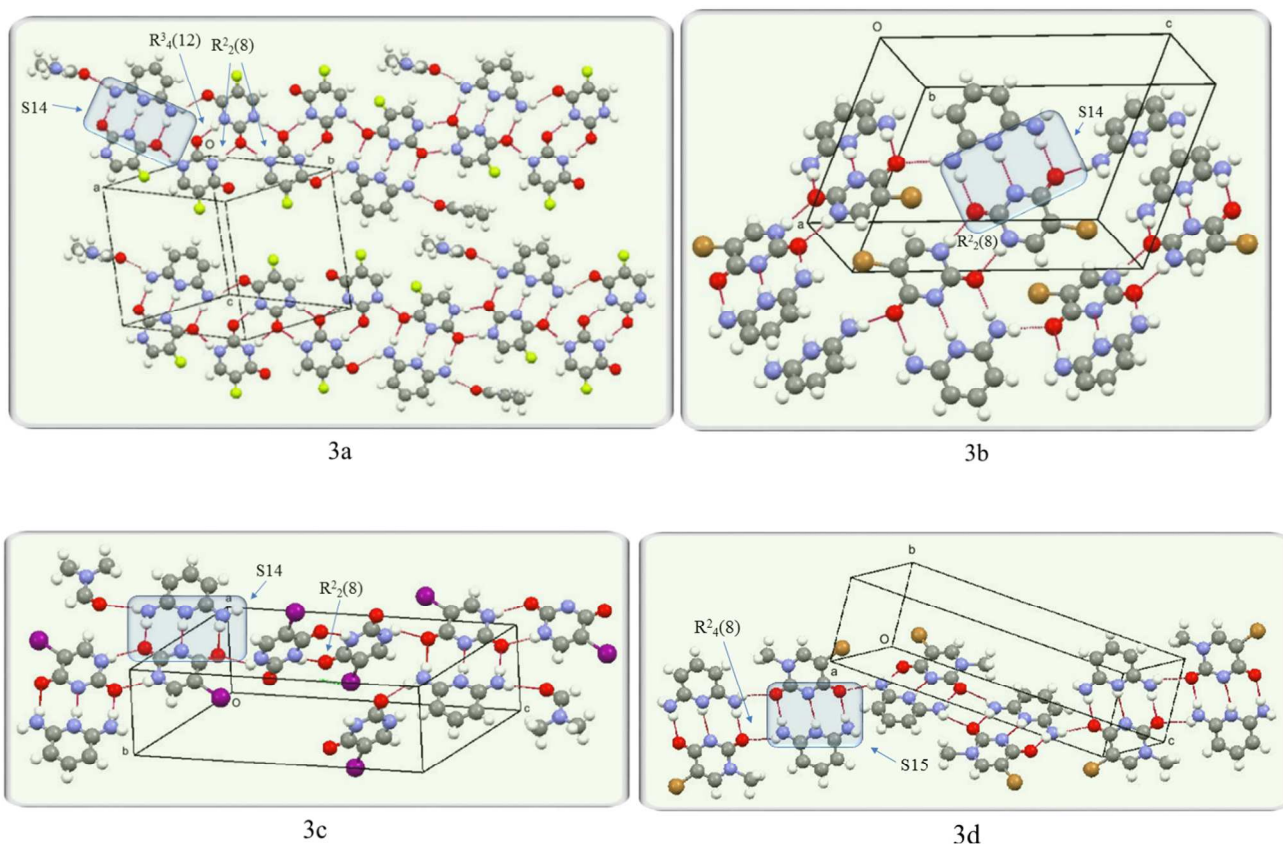 R³₄(12) R²₂(8)
S14
O
b
a
c
3a
O
c
b
S14
a
R²₂(8)
3b
S14
a
R²₂(8)
O
c
b
3c
b
R²₄(8)
O
a
c
S15
3d